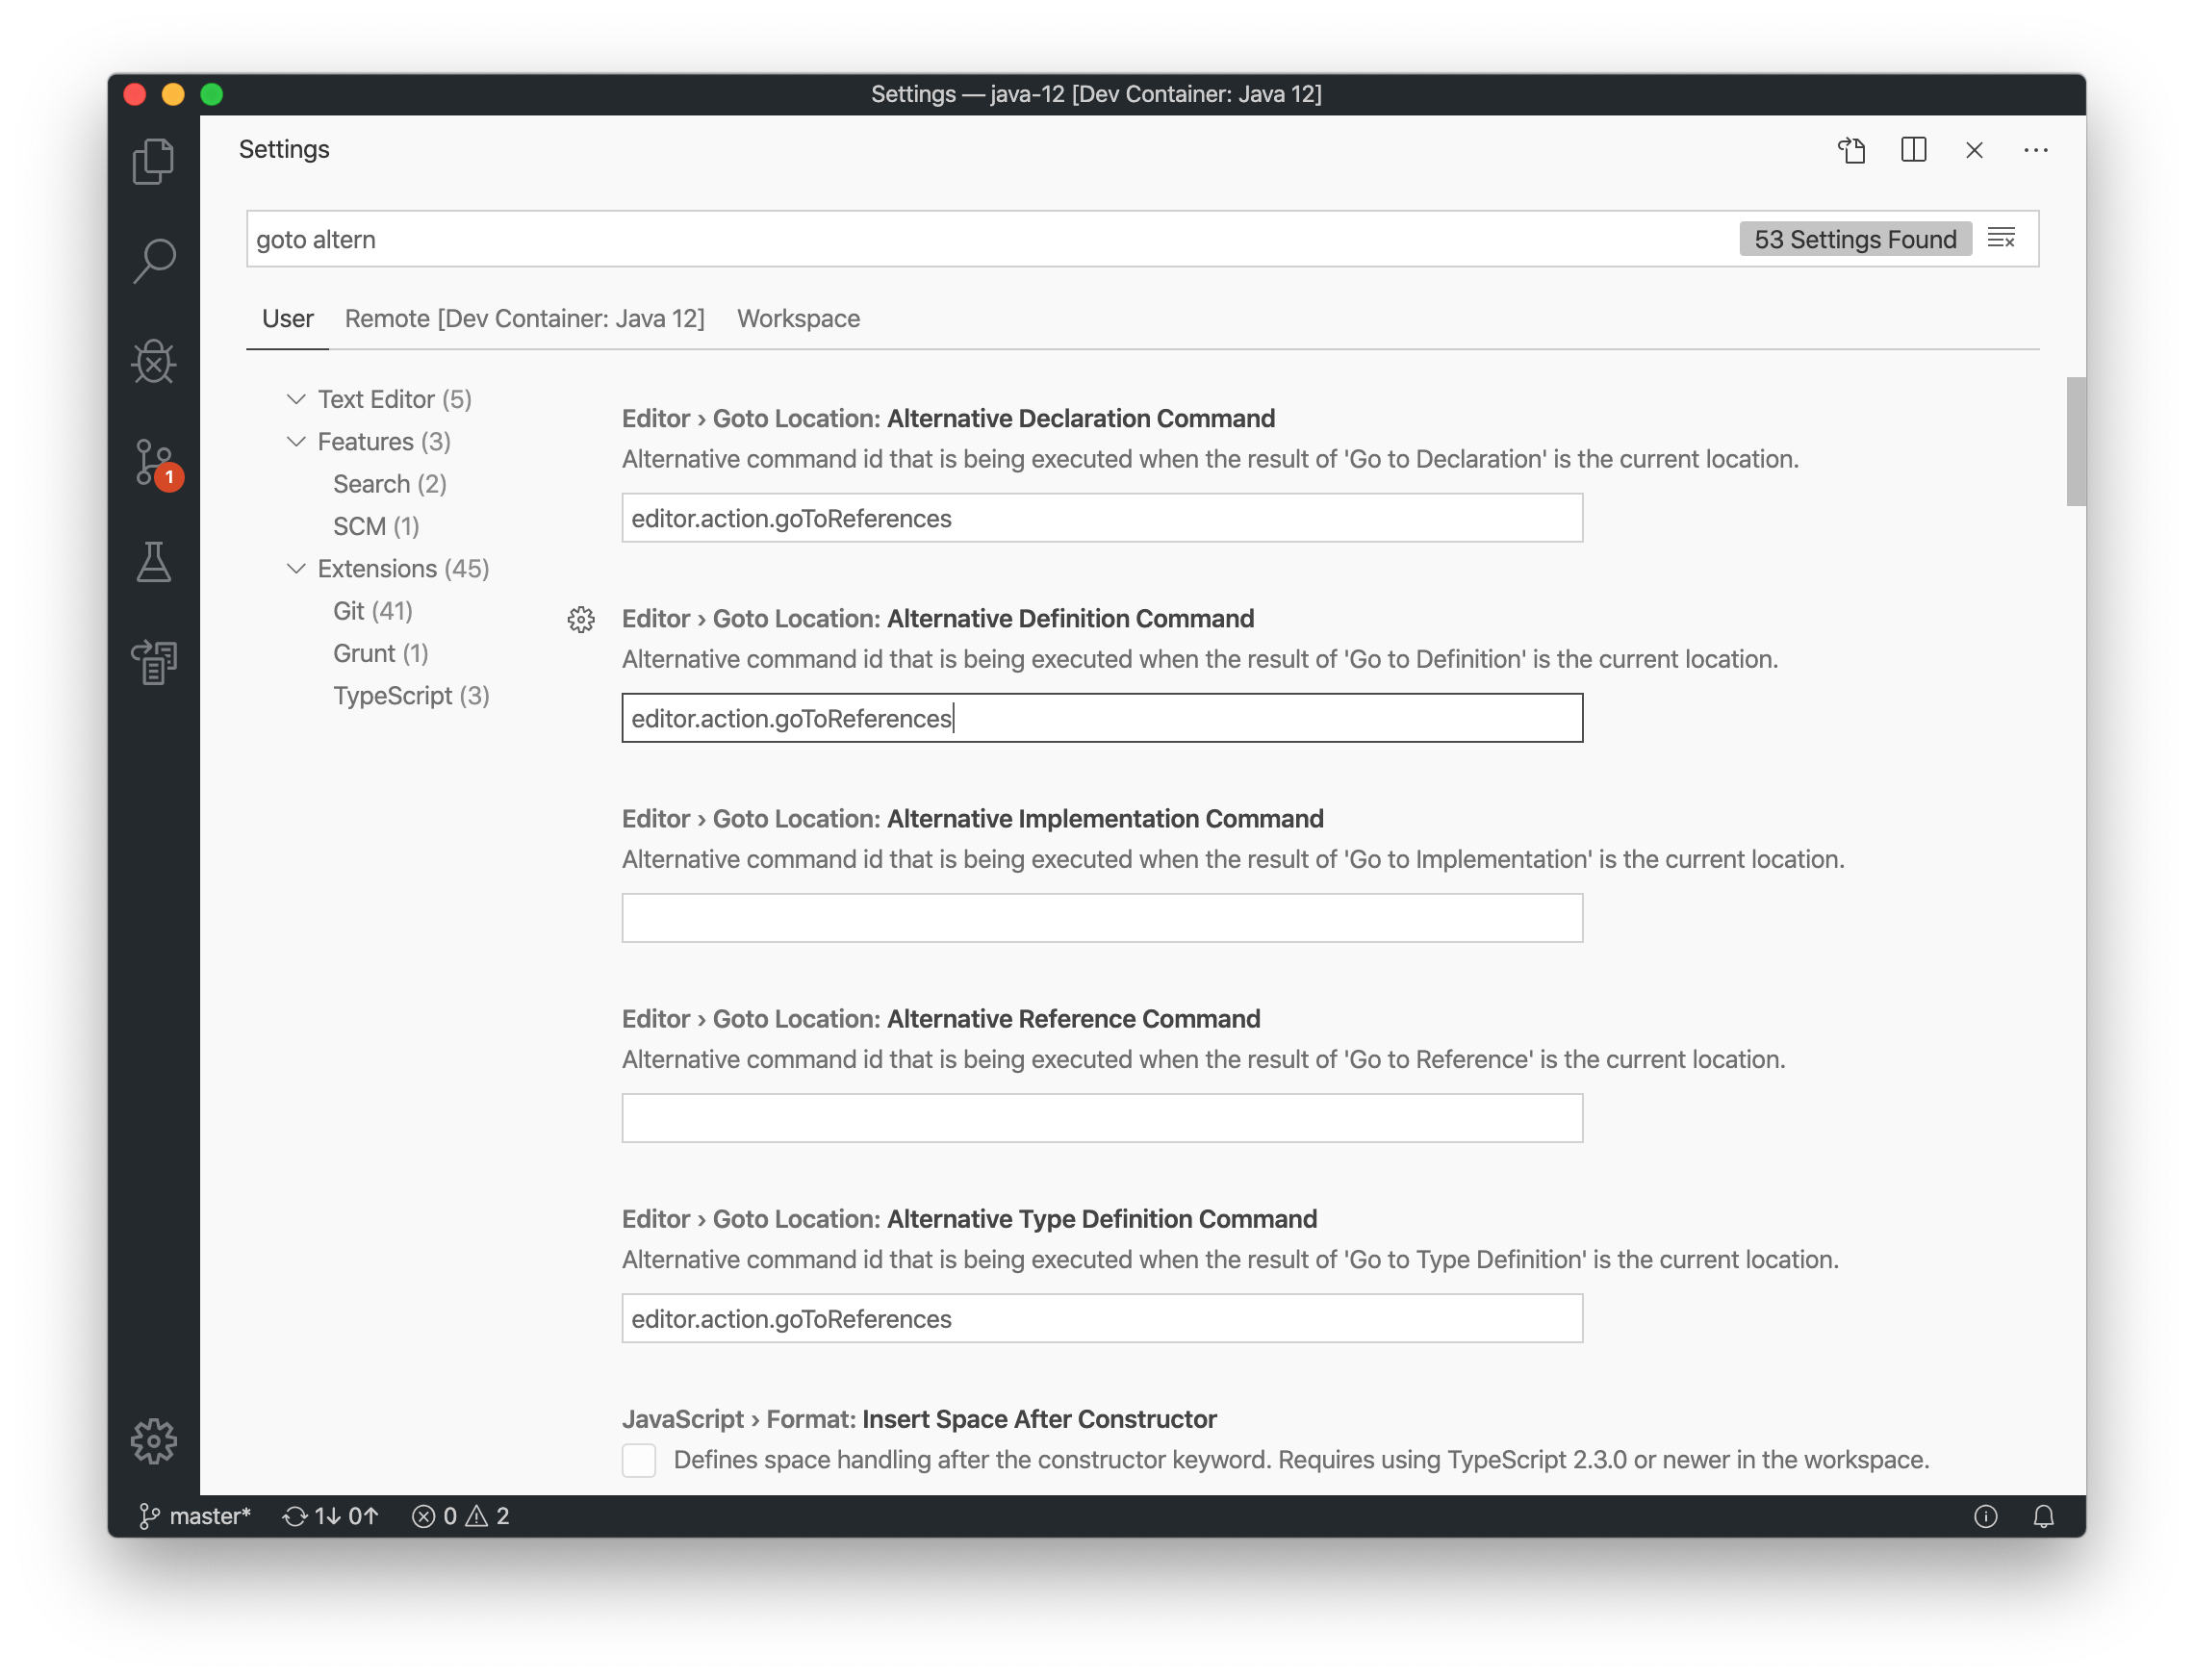 Settings — java-12 [Dev Container: Java 12]
Settings
goto altern
53 Settings Found
User Remote [Dev Container: Java 12] Workspace
Text Editor (5)
Features (3)
Search (2)
SCM (1)
Extensions (45)
Git (41)
Grunt (1)
TypeScript (3)
1
Editor › Goto Location: Alternative Declaration Command
Alternative command id that is being executed when the result of 'Go to Declaration' is the current location.
editor.action.goToReferences
Editor › Goto Location: Alternative Definition Command
Alternative command id that is being executed when the result of 'Go to Definition' is the current location.
editor.action.goToReferences
Editor › Goto Location: Alternative Implementation Command
Alternative command id that is being executed when the result of 'Go to Implementation' is the current location.
Editor › Goto Location: Alternative Reference Command
Alternative command id that is being executed when the result of 'Go to Reference' is the current location.
Editor › Goto Location: Alternative Type Definition Command
Alternative command id that is being executed when the result of 'Go to Type Definition' is the current location.
editor.action.goToReferences
JavaScript › Format: Insert Space After Constructor
Defines space handling after the constructor keyword. Requires using TypeScript 2.3.0 or newer in the workspace.
master* 1↓ 0↑ 0 2